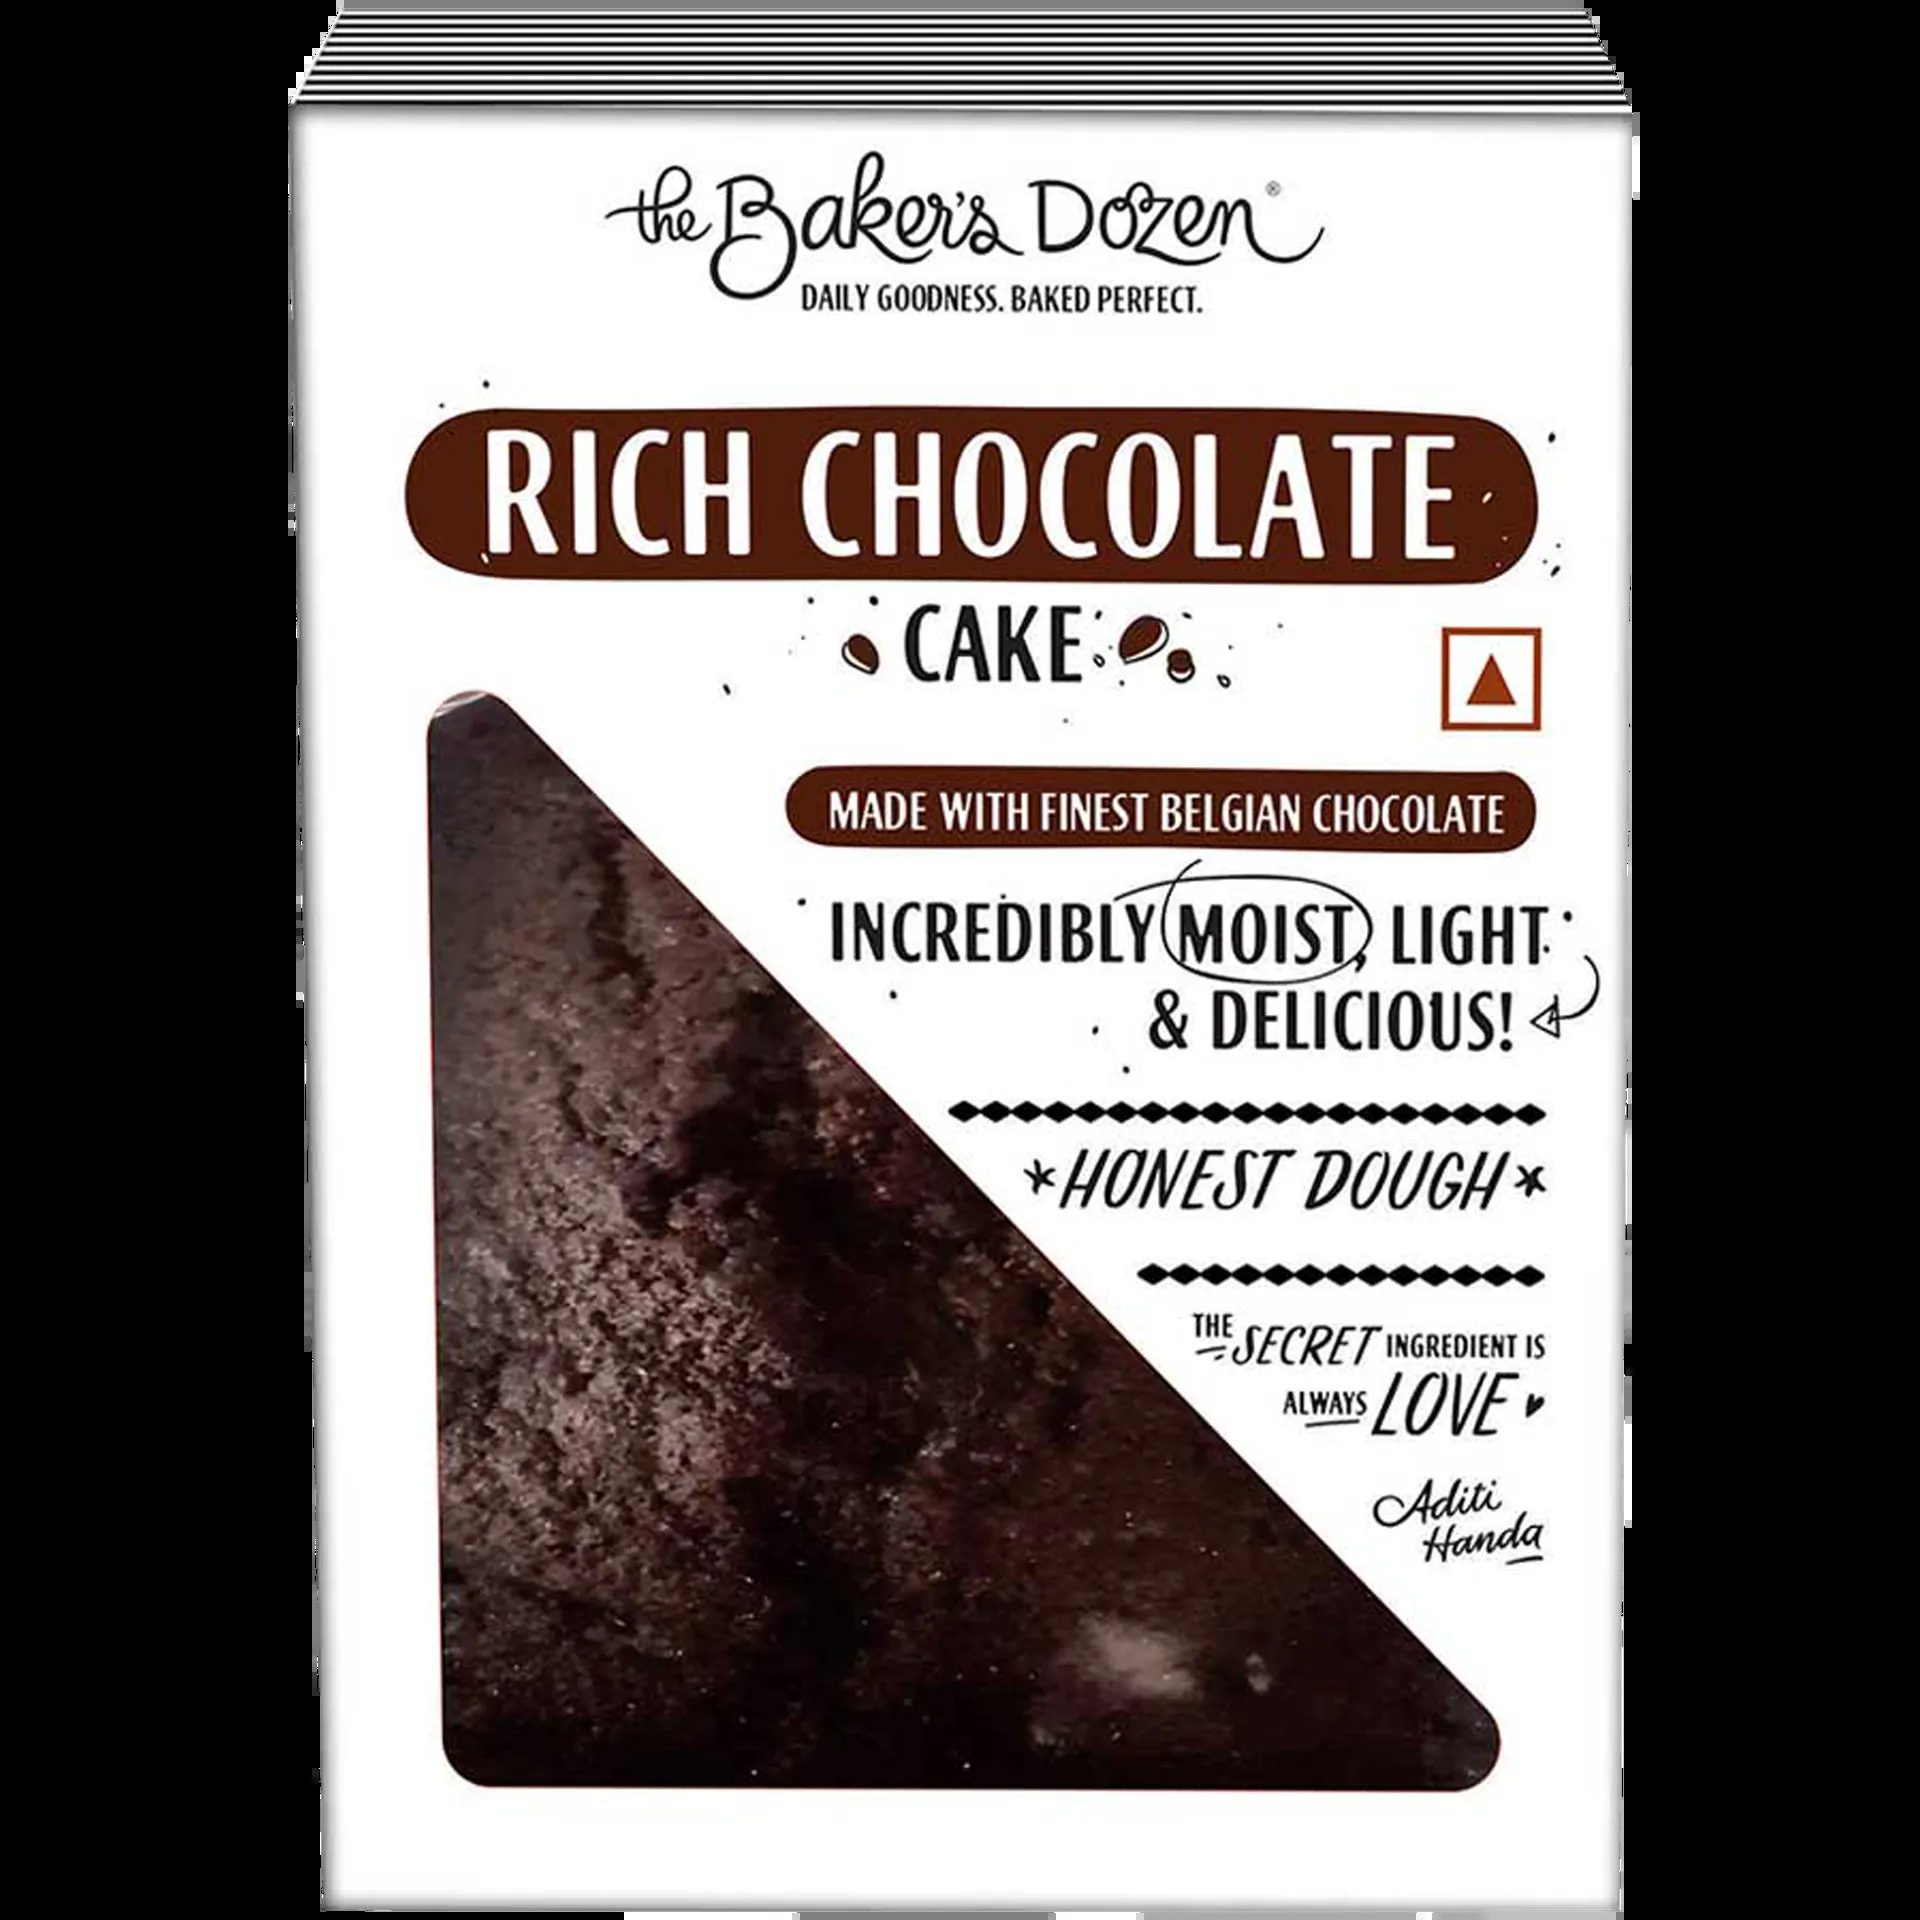 the Baker's Dozen®
DAILY GOODNESS. BAKED PERFECT.
RICH CHOCOLATE
CAKE
MADE WITH FINEST BELGIAN CHOCOLATE
INCREDIBLY MOIST, LIGHT
& DELICIOUS!
*HONEST DOUGH*
THE SECRET INGREDIENT IS
ALWAYS LOVE
Aditi
Handa